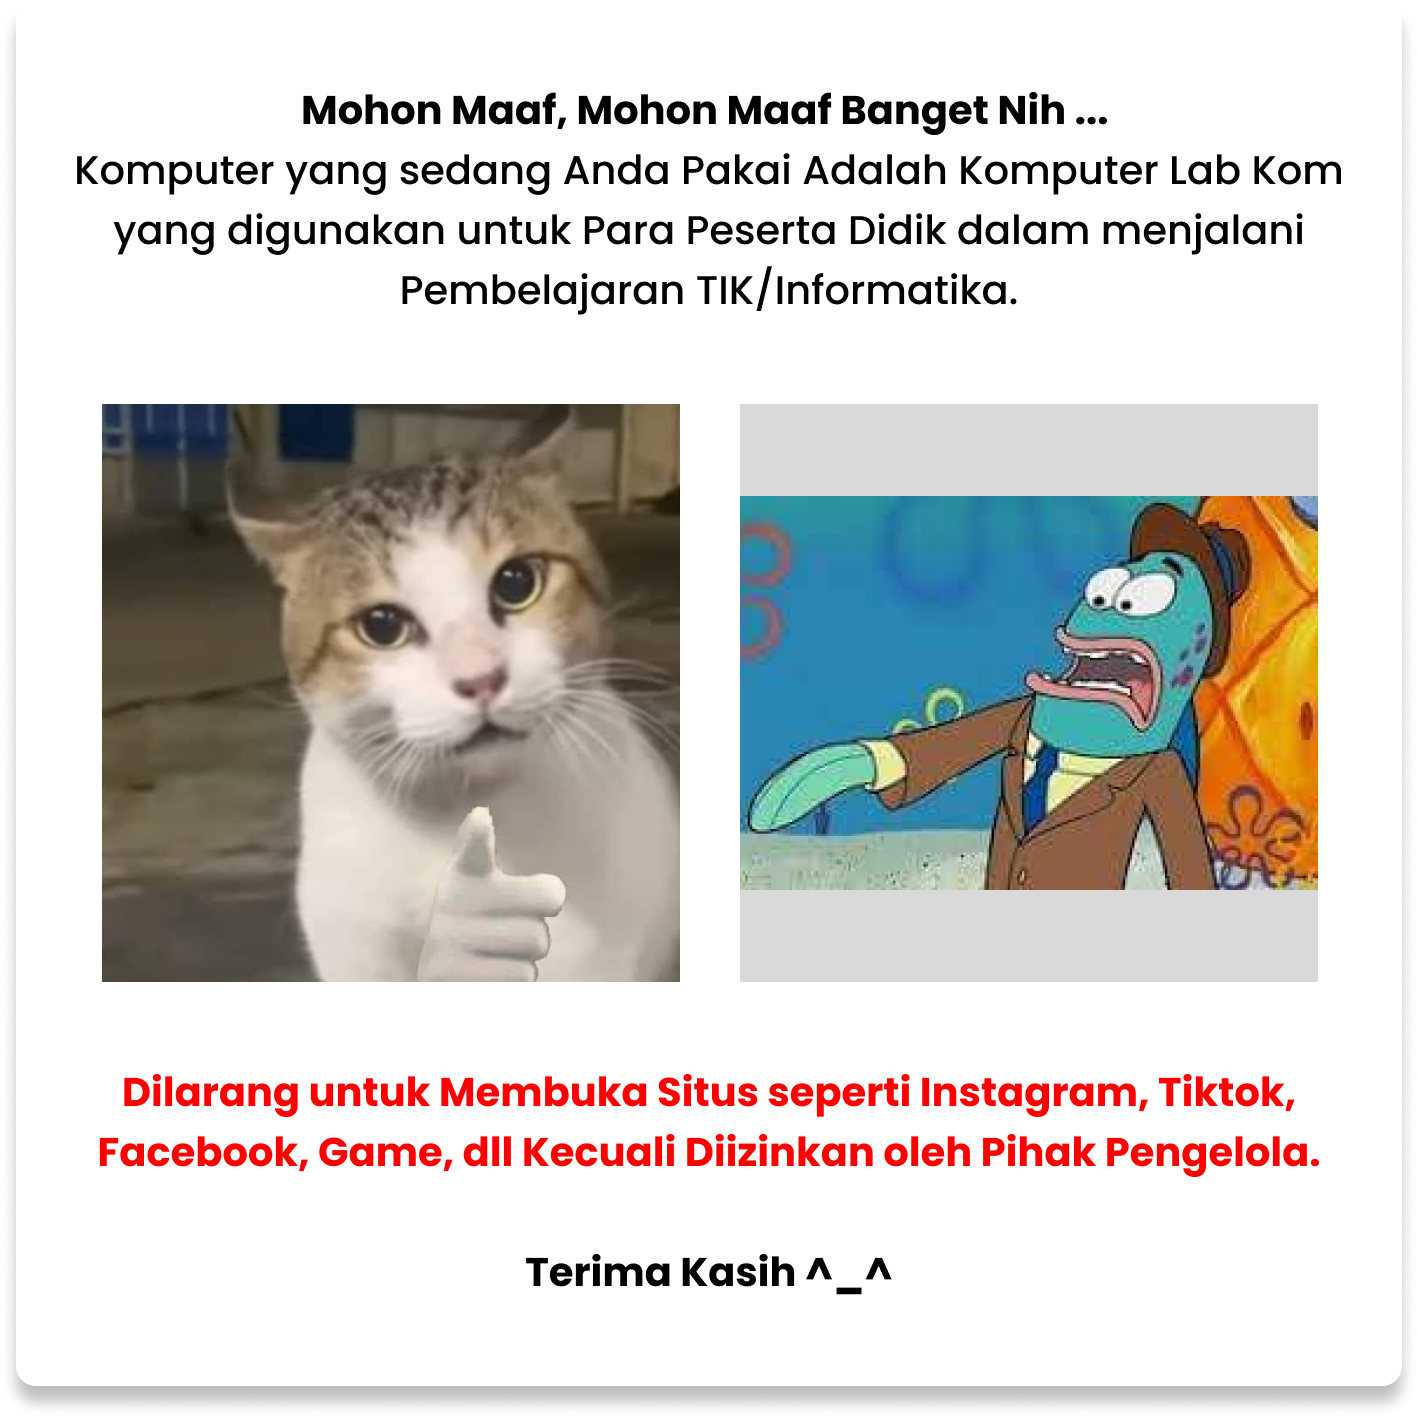 Mohon Maaf, Mohon Maaf Banget Nih ...
Komputer yang sedang Anda Pakai Adalah Komputer Lab Kom
yang digunakan untuk Para Peserta Didik dalam menjalani
Pembelajaran TIK/Informatika.
Dilarang untuk Membuka Situs seperti Instagram, Tiktok,
Facebook, Game, dll Kecuali Diizinkan oleh Pihak Pengelola.
Terima Kasih ^_^